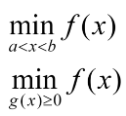 min f(x)
a<x<b
min f(x)
g(x)≥0